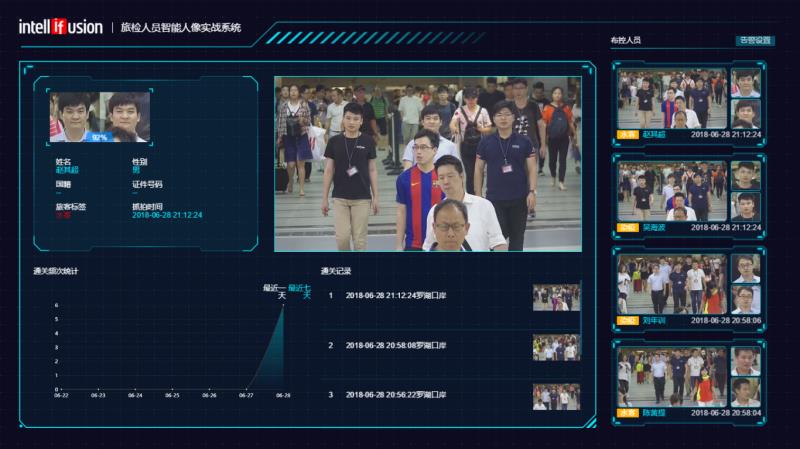 intellifusion | 旅检人员智能人像实战系统
布控人员
告警设置
92%
姓名
赵其超
性别
男
国籍
--
证件号码
--
旅客标签
水客
抓拍时间
2018-06-28 21:12:24
水客 赵其超 2018-06-28 21:12:24
吴海波 2018-06-28 21:12:24
刘年训 2018-06-28 20:58:06
水客 陈黄煌 2018-06-28 20:58:04
通关频次统计
最近一天
最近七天
6
5
4
3
2
1
0
06-22
06-23
06-24
06-25
06-26
06-27
06-28
通关记录
1 2018-06-28 21:12:24罗湖口岸
2 2018-06-28 20:58:08罗湖口岸
3 2018-06-28 20:56:22罗湖口岸